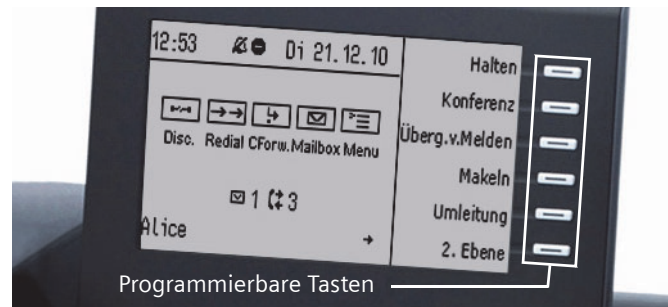 12:53 Di 21.12.10
Disc. Redial CForw. Mailbox Menu
1 3
Alice
Halten
Konferenz
Überg.v.Melden
Makeln
Umleitung
2. Ebene
Programmierbare Tasten